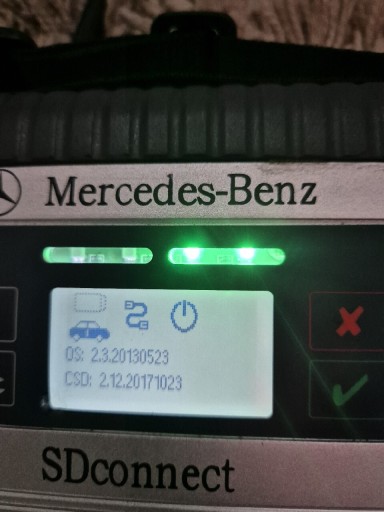 Mercedes-Benz
OS: 2.3.20130523
CSD: 2.12.20171023
SDconnect